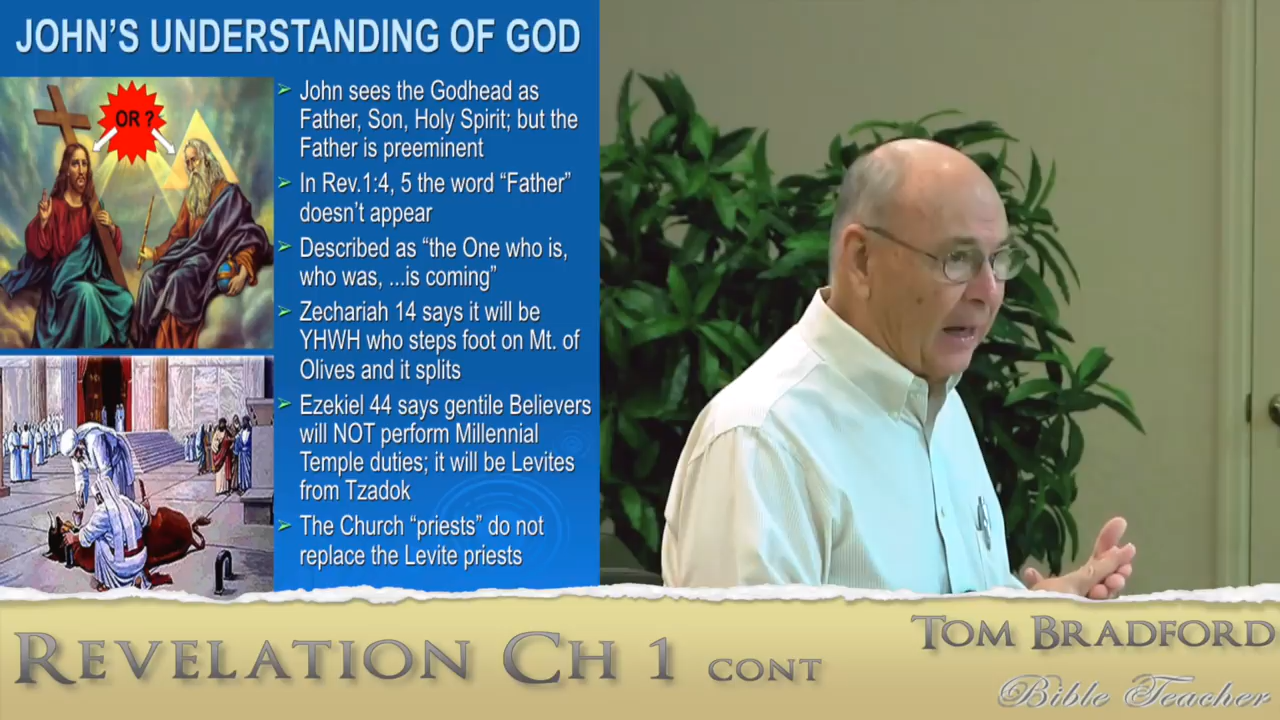 JOHN'S UNDERSTANDING OF GOD
OR ?
➢ John sees the Godhead as
Father, Son, Holy Spirit; but the
Father is preeminent
➢ In Rev.1:4, 5 the word “Father”
doesn't appear
➢ Described as “the One who is,
who was, ...is coming”
➢ Zechariah 14 says it will be
YHWH who steps foot on Mt. of
Olives and it splits
➢ Ezekiel 44 says gentile Believers
will NOT perform Millennial
Temple duties; it will be Levites
from Tzadok
➢ The Church “priests” do not
replace the Levite priests
REVELATION CH 1 CONT
TOM BRADFORD
Bible Teacher